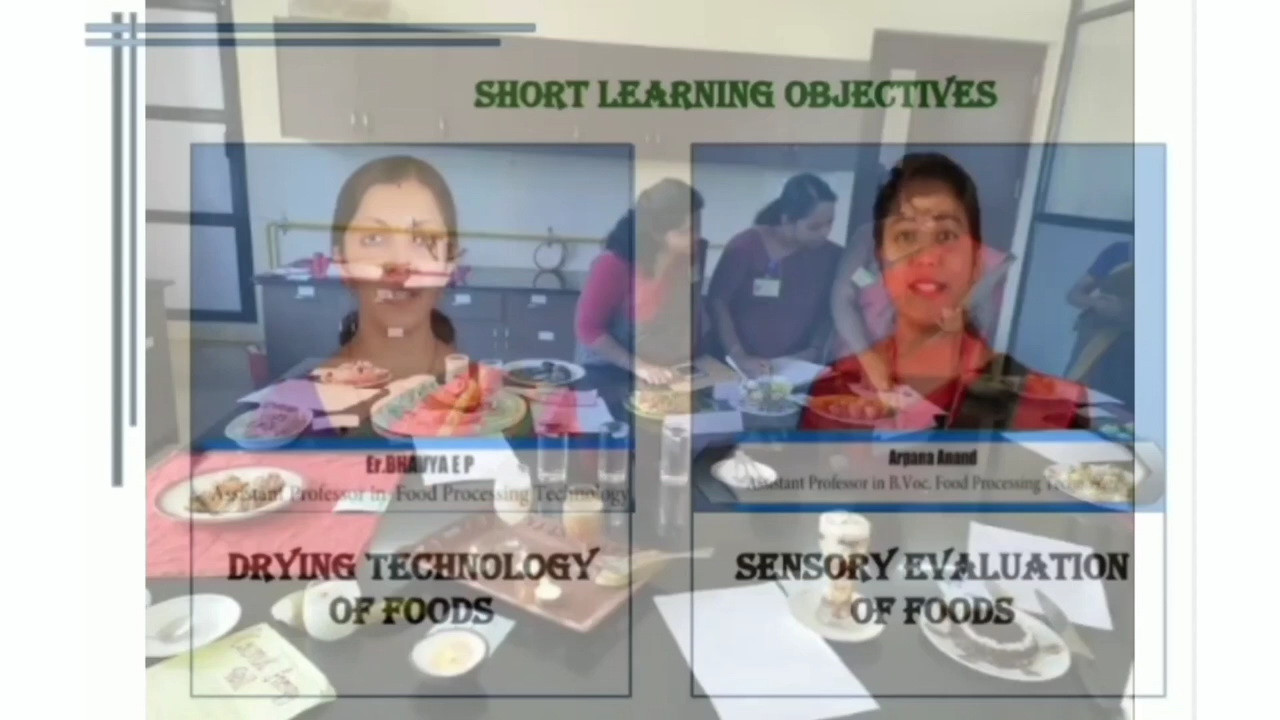 SHORT LEARNING OBJECTIVES
Er.BHAVYA E P
Assistant Professor in Food Processing Technology
Arpana Anand
Assistant Professor in B.Voc. Food Processing Technology
DRYING TECHNOLOGY
OF FOODS
SENSORY EVALUATION
OF FOODS